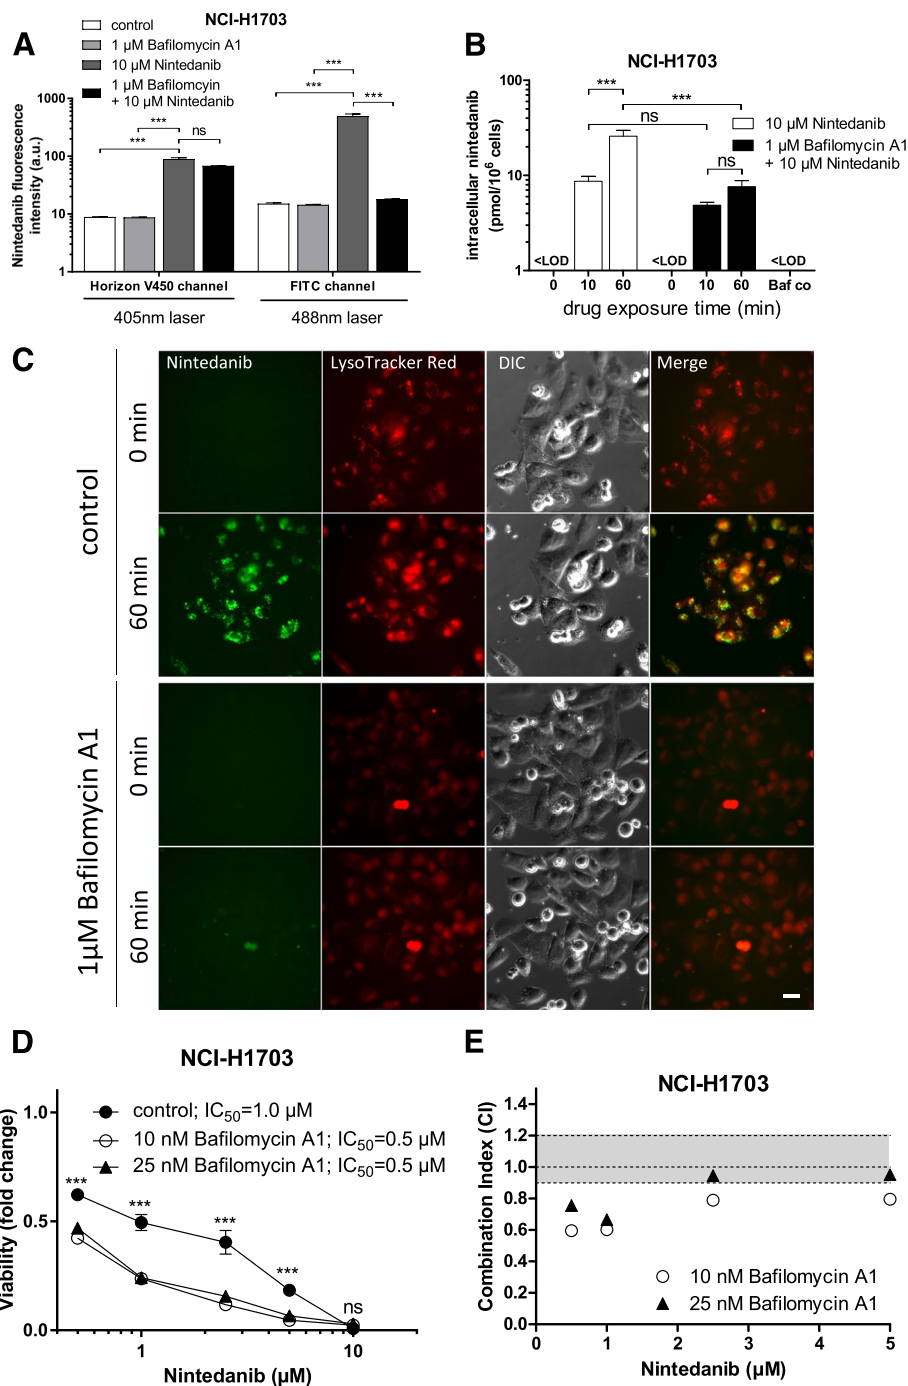 A
NCI-H1703
control
1 µM Bafilomycin A1
10 µM Nintedanib
1 µM Bafilomcyin
+ 10 µM Nintedanib
Nintedanib fluorescence
intensity (a.u.)
1000
100
10
1
***
***
ns
***
***
***
Horizon V450 channel
FITC channel
405nm laser
488nm laser
B
NCI-H1703
intracellular nintedanib
(pmol/10⁶ cells)
100
10
1
***
***
ns
ns
10 µM Nintedanib
1 µM Bafilomycin A1
+ 10 µM Nintedanib
<LOD
<LOD
<LOD
0 10 60 0 10 60 Baf co
drug exposure time (min)
C
Nintedanib
LysoTracker Red
DIC
Merge
control
0 min
60 min
1µM Bafilomycin A1
0 min
60 min
D
NCI-H1703
Viability (fold change)
1.0
0.5
0.0
control; IC₅₀=1.0 µM
10 nM Bafilomycin A1; IC₅₀=0.5 µM
25 nM Bafilomycin A1; IC₅₀=0.5 µM
***
***
***
***
ns
1
10
Nintedanib (µM)
E
NCI-H1703
Combination Index (CI)
1.4
1.2
1.0
0.8
0.6
0.4
0.2
0.0
10 nM Bafilomycin A1
25 nM Bafilomycin A1
0 1 2 3 4 5
Nintedanib (µM)